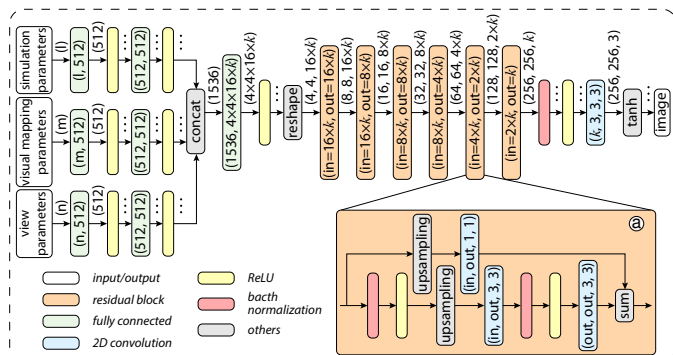 simulation
parameters
(l)
(l, 512)
(512)
(512, 512)
(512)
visual mapping
parameters
(m)
(m, 512)
(512)
(512, 512)
view
parameters
(n)
(n, 512)
(512)
(512, 512)
concat
(1536)
(1536, 4×4×16×k)
(4×4×16×k)
reshape
(4, 4, 16×k)
(in=16×k, out=16×k)
(8, 8, 16×k)
(in=16×k, out=8×k)
(16, 16, 8×k)
(in=8×k, out=8×k)
(32, 32, 8×k)
(in=8×k, out=4×k)
(64, 64, 4×k)
(in=4×k, out=2×k)
(128, 128, 2×k)
(in=2×k, out=k)
(256, 256, k)
(k, 3, 3, 3)
(256, 256, 3)
tanh
image
a
upsampling
(in, out, 1, 1)
upsampling
(in, out, 3, 3)
(out, out, 3, 3)
sum
input/output
residual block
fully connected
2D convolution
ReLU
bacth
normalization
others